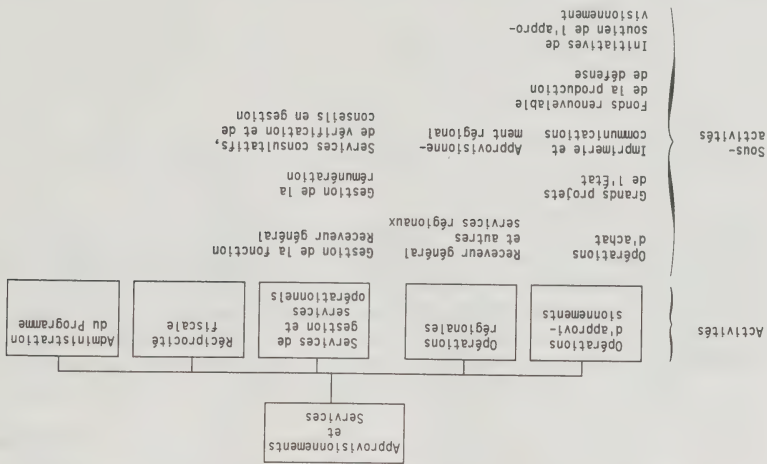 Approvisionnements
et
Services
Activités
Opérations
d'approvi-
sionnements
Opérations
régionales
Services de
gestion et
services
opérationnels
Réciprocité
fiscale
Administration
du Programme
Sous-
activités
Opérations
d'achat
Grands projets
de l'État
Imprimerie et
communications
Fonds renouvelable
de la production
de défense
Initiatives de
soutien de l'appro-
visionnement
Receveur général
et autres
services régionaux
Approvisionne-
ment régional
Gestion de la fonction
Receveur général
Gestion de la
rémunération
Services consultatifs,
de vérification et de
conseils en gestion